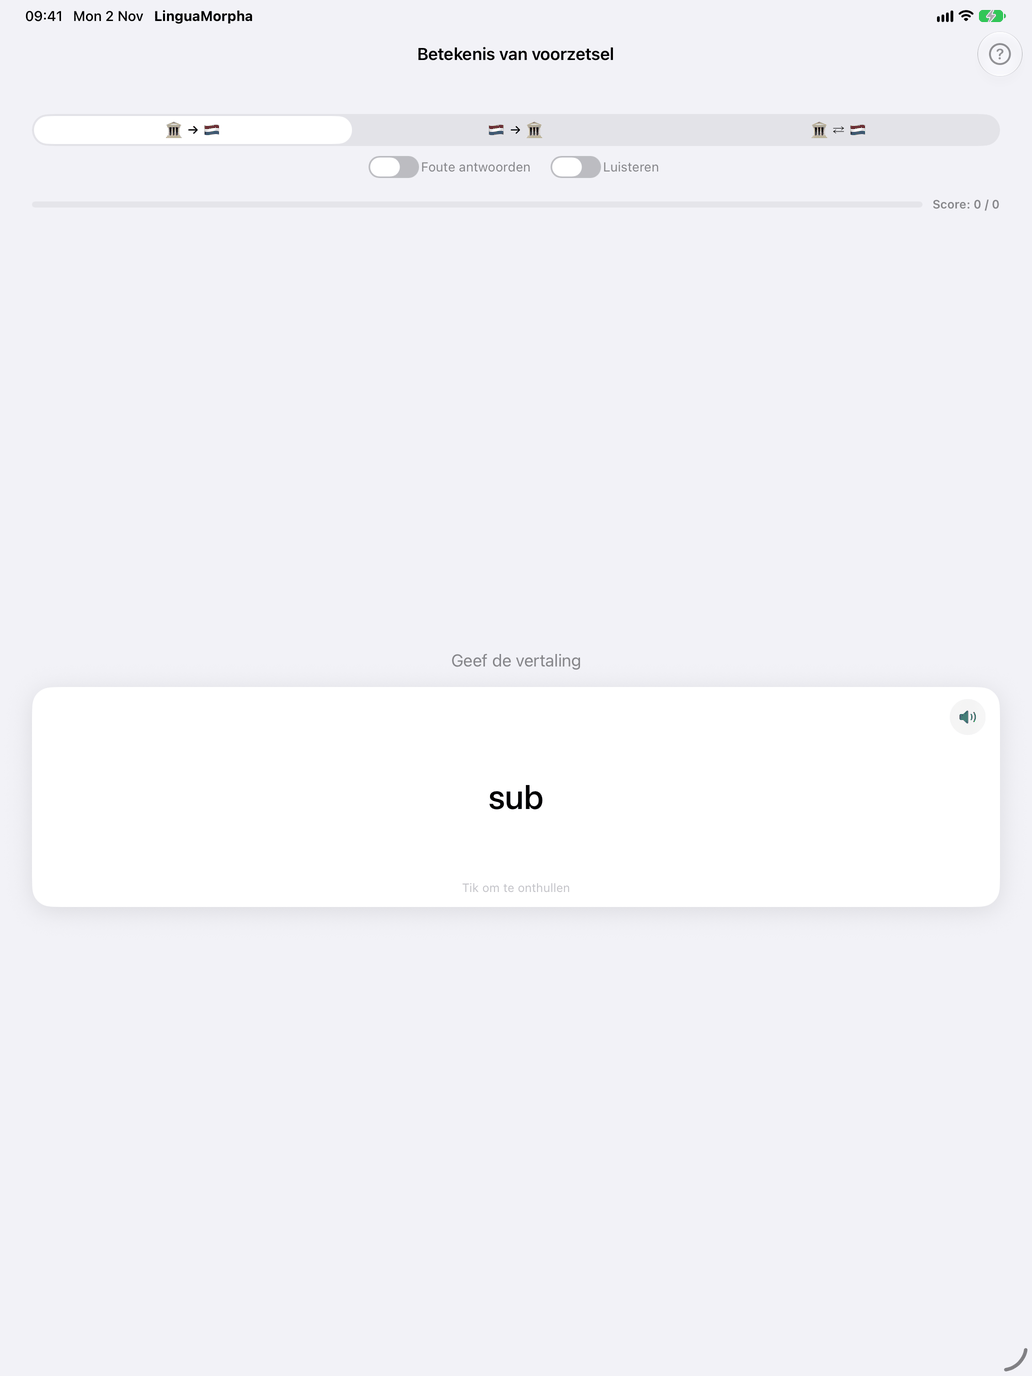 09:41 Mon 2 Nov LinguaMorpha
Betekenis van voorzetsel
Foute antwoorden Luisteren
Score: 0 / 0
Geef de vertaling
sub
Tik om te onthullen